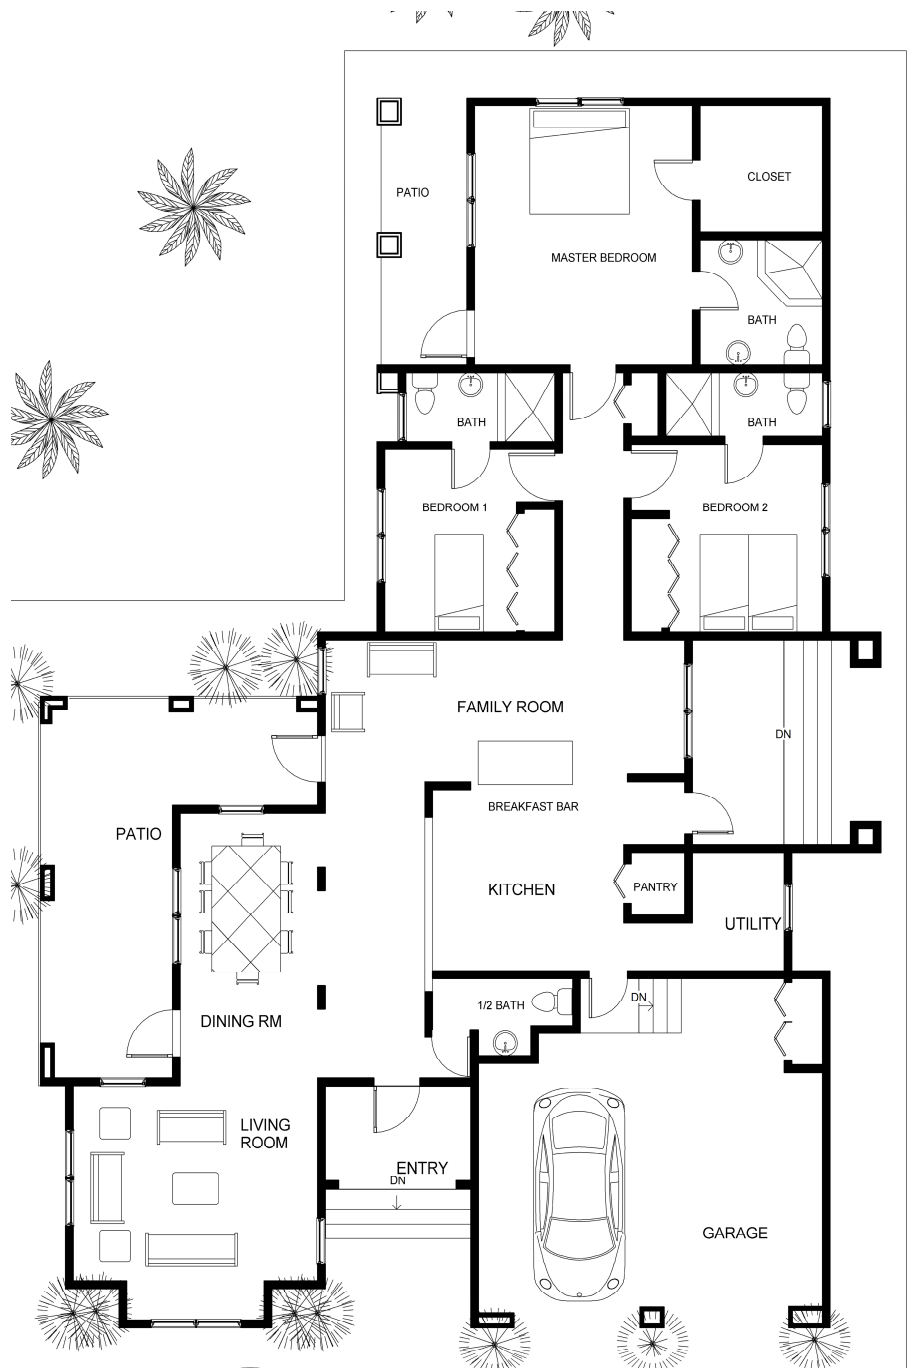 CLOSET
PATIO
MASTER BEDROOM
BATH
BATH
BATH
BEDROOM 1
BEDROOM 2
FAMILY ROOM
DN
BREAKFAST BAR
PATIO
KITCHEN
PANTRY
UTILITY
DN
1/2 BATH
DINING RM
LIVING
ROOM
ENTRY
DN
GARAGE